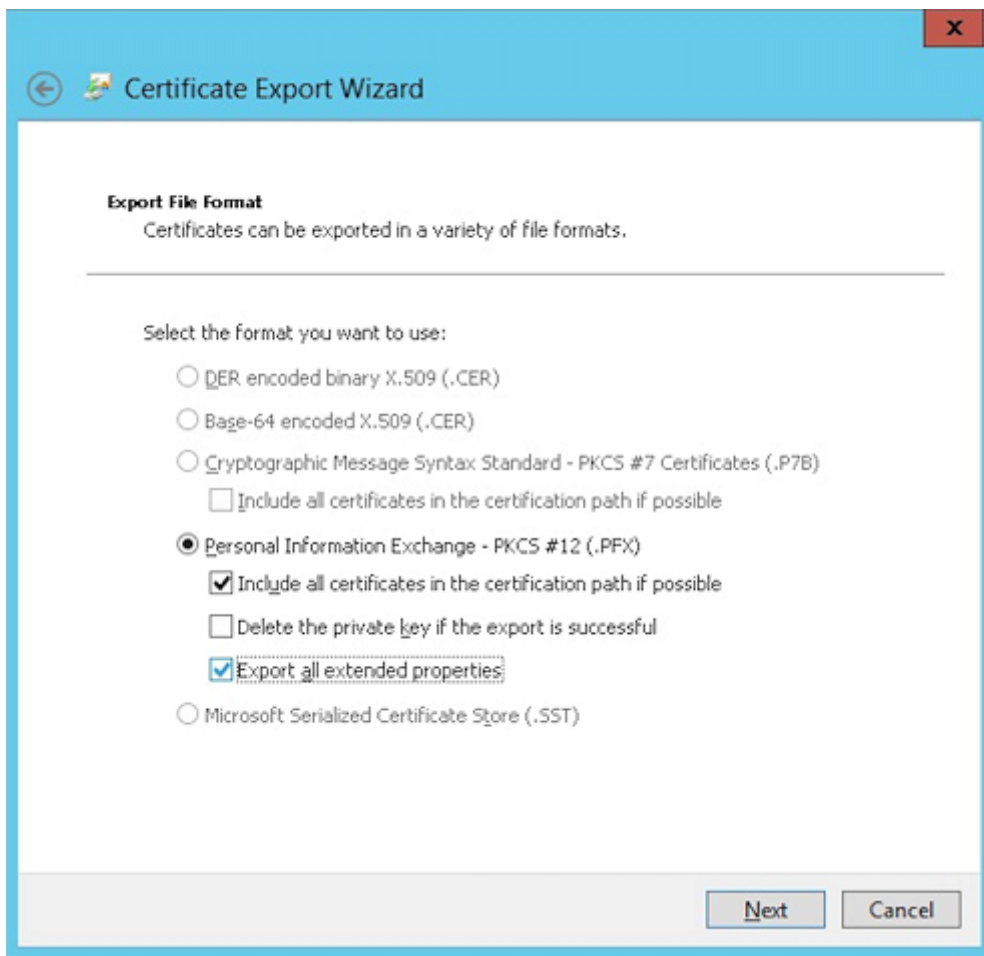 x
Certificate Export Wizard
Export File Format
Certificates can be exported in a variety of file formats.
Select the format you want to use:
DER encoded binary X.509 (.CER)
Base-64 encoded X.509 (.CER)
Cryptographic Message Syntax Standard - PKCS #7 Certificates (.P7B)
Include all certificates in the certification path if possible
Personal Information Exchange - PKCS #12 (.PFX)
Include all certificates in the certification path if possible
Delete the private key if the export is successful
Export all extended properties
Microsoft Serialized Certificate Store (.SST)
Next Cancel